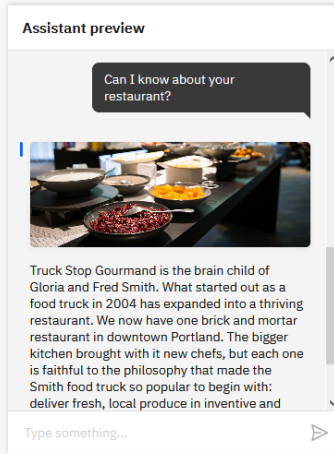 Assistant preview
Can I know about your
restaurant?
Truck Stop Gourmand is the brain child of
Gloria and Fred Smith. What started out as a
food truck in 2004 has expanded into a thriving
restaurant. We now have one brick and mortar
restaurant in downtown Portland. The bigger
kitchen brought with it new chefs, but each one
is faithful to the philosophy that made the
Smith food truck so popular to begin with:
deliver fresh, local produce in inventive and
Type something...